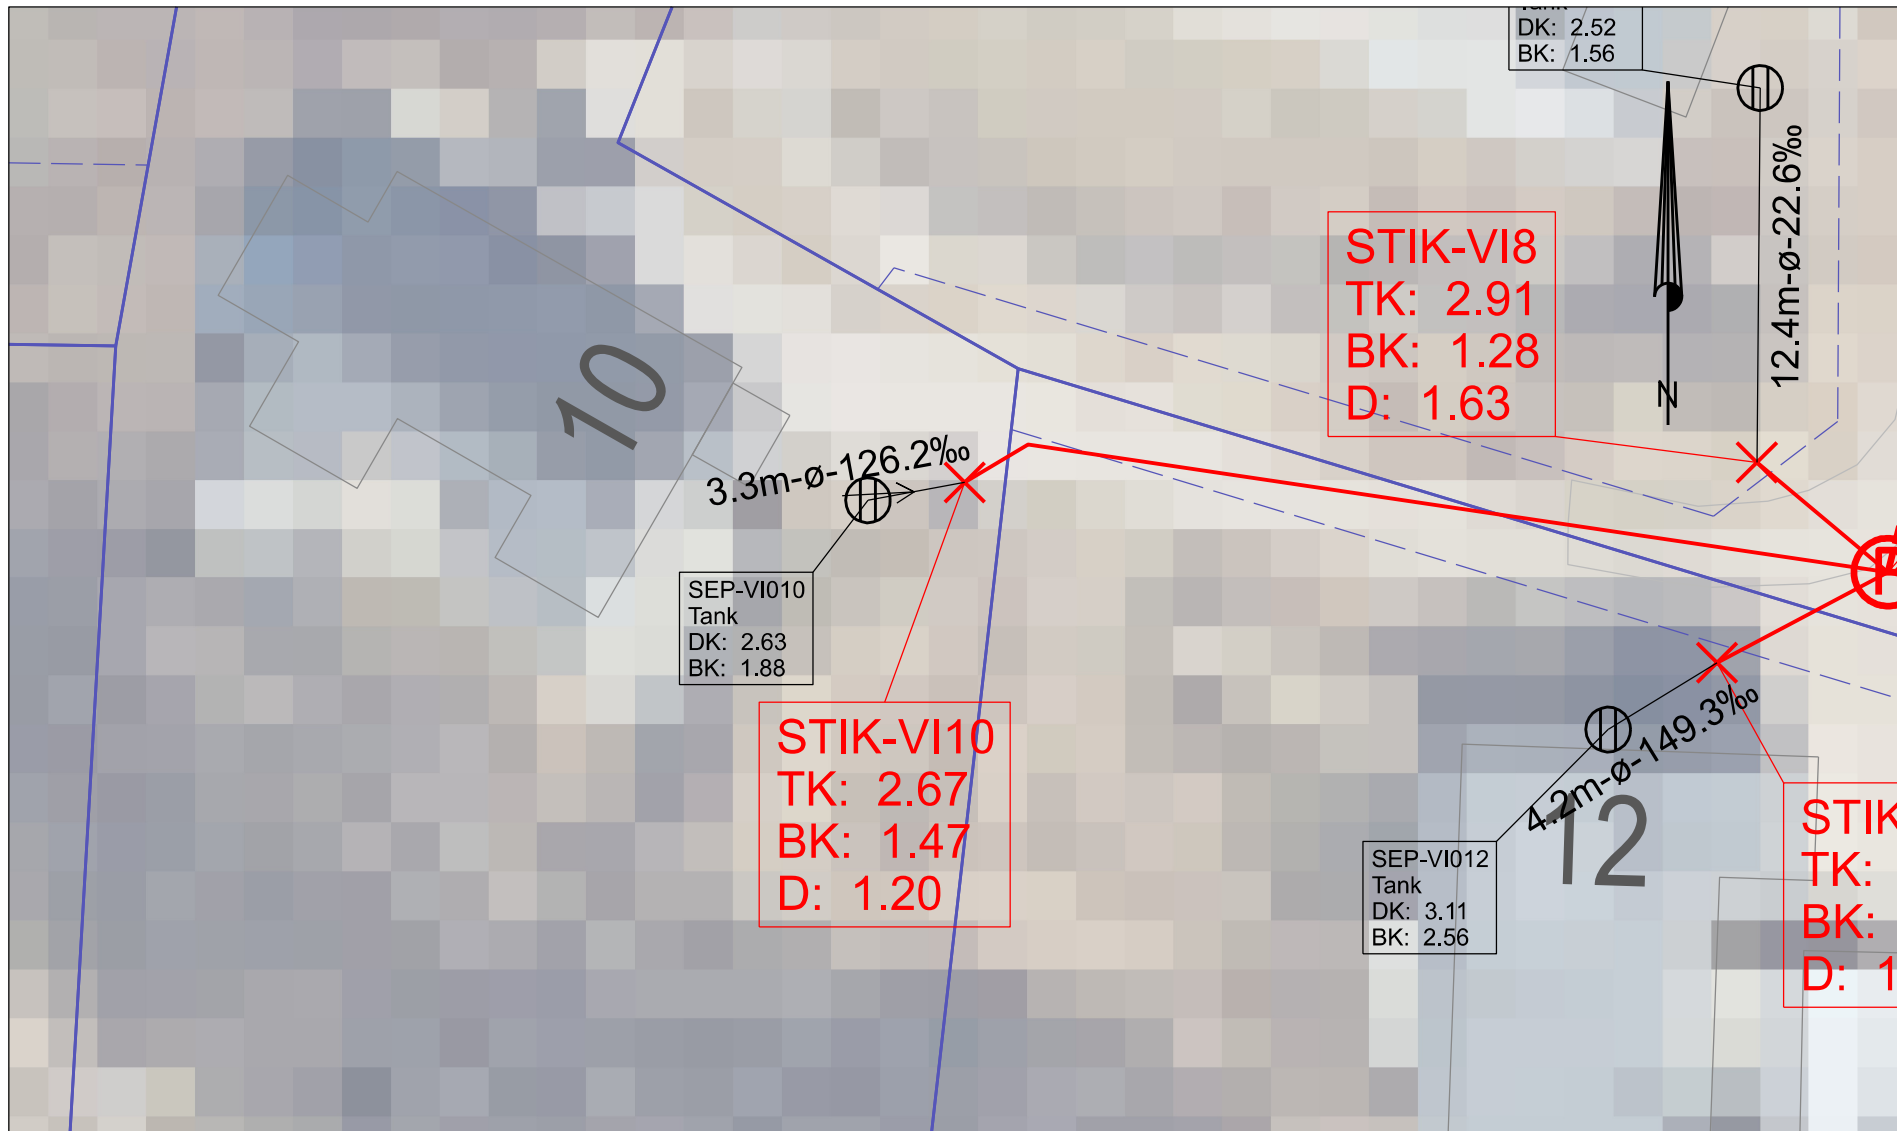 DK: 2.52
BK: 1.56
12.4m-ø-22.6‰
STIK-VI8
TK: 2.91
BK: 1.28
D: 1.63
N
10
3.3m-ø-126.2‰
SEP-VI010
Tank
DK: 2.63
BK: 1.88
STIK-VI10
TK: 2.67
BK: 1.47
D: 1.20
4.2m-ø-149.3‰
12
SEP-VI012
Tank
DK: 3.11
BK: 2.56
STIK
TK:
BK:
D: 1